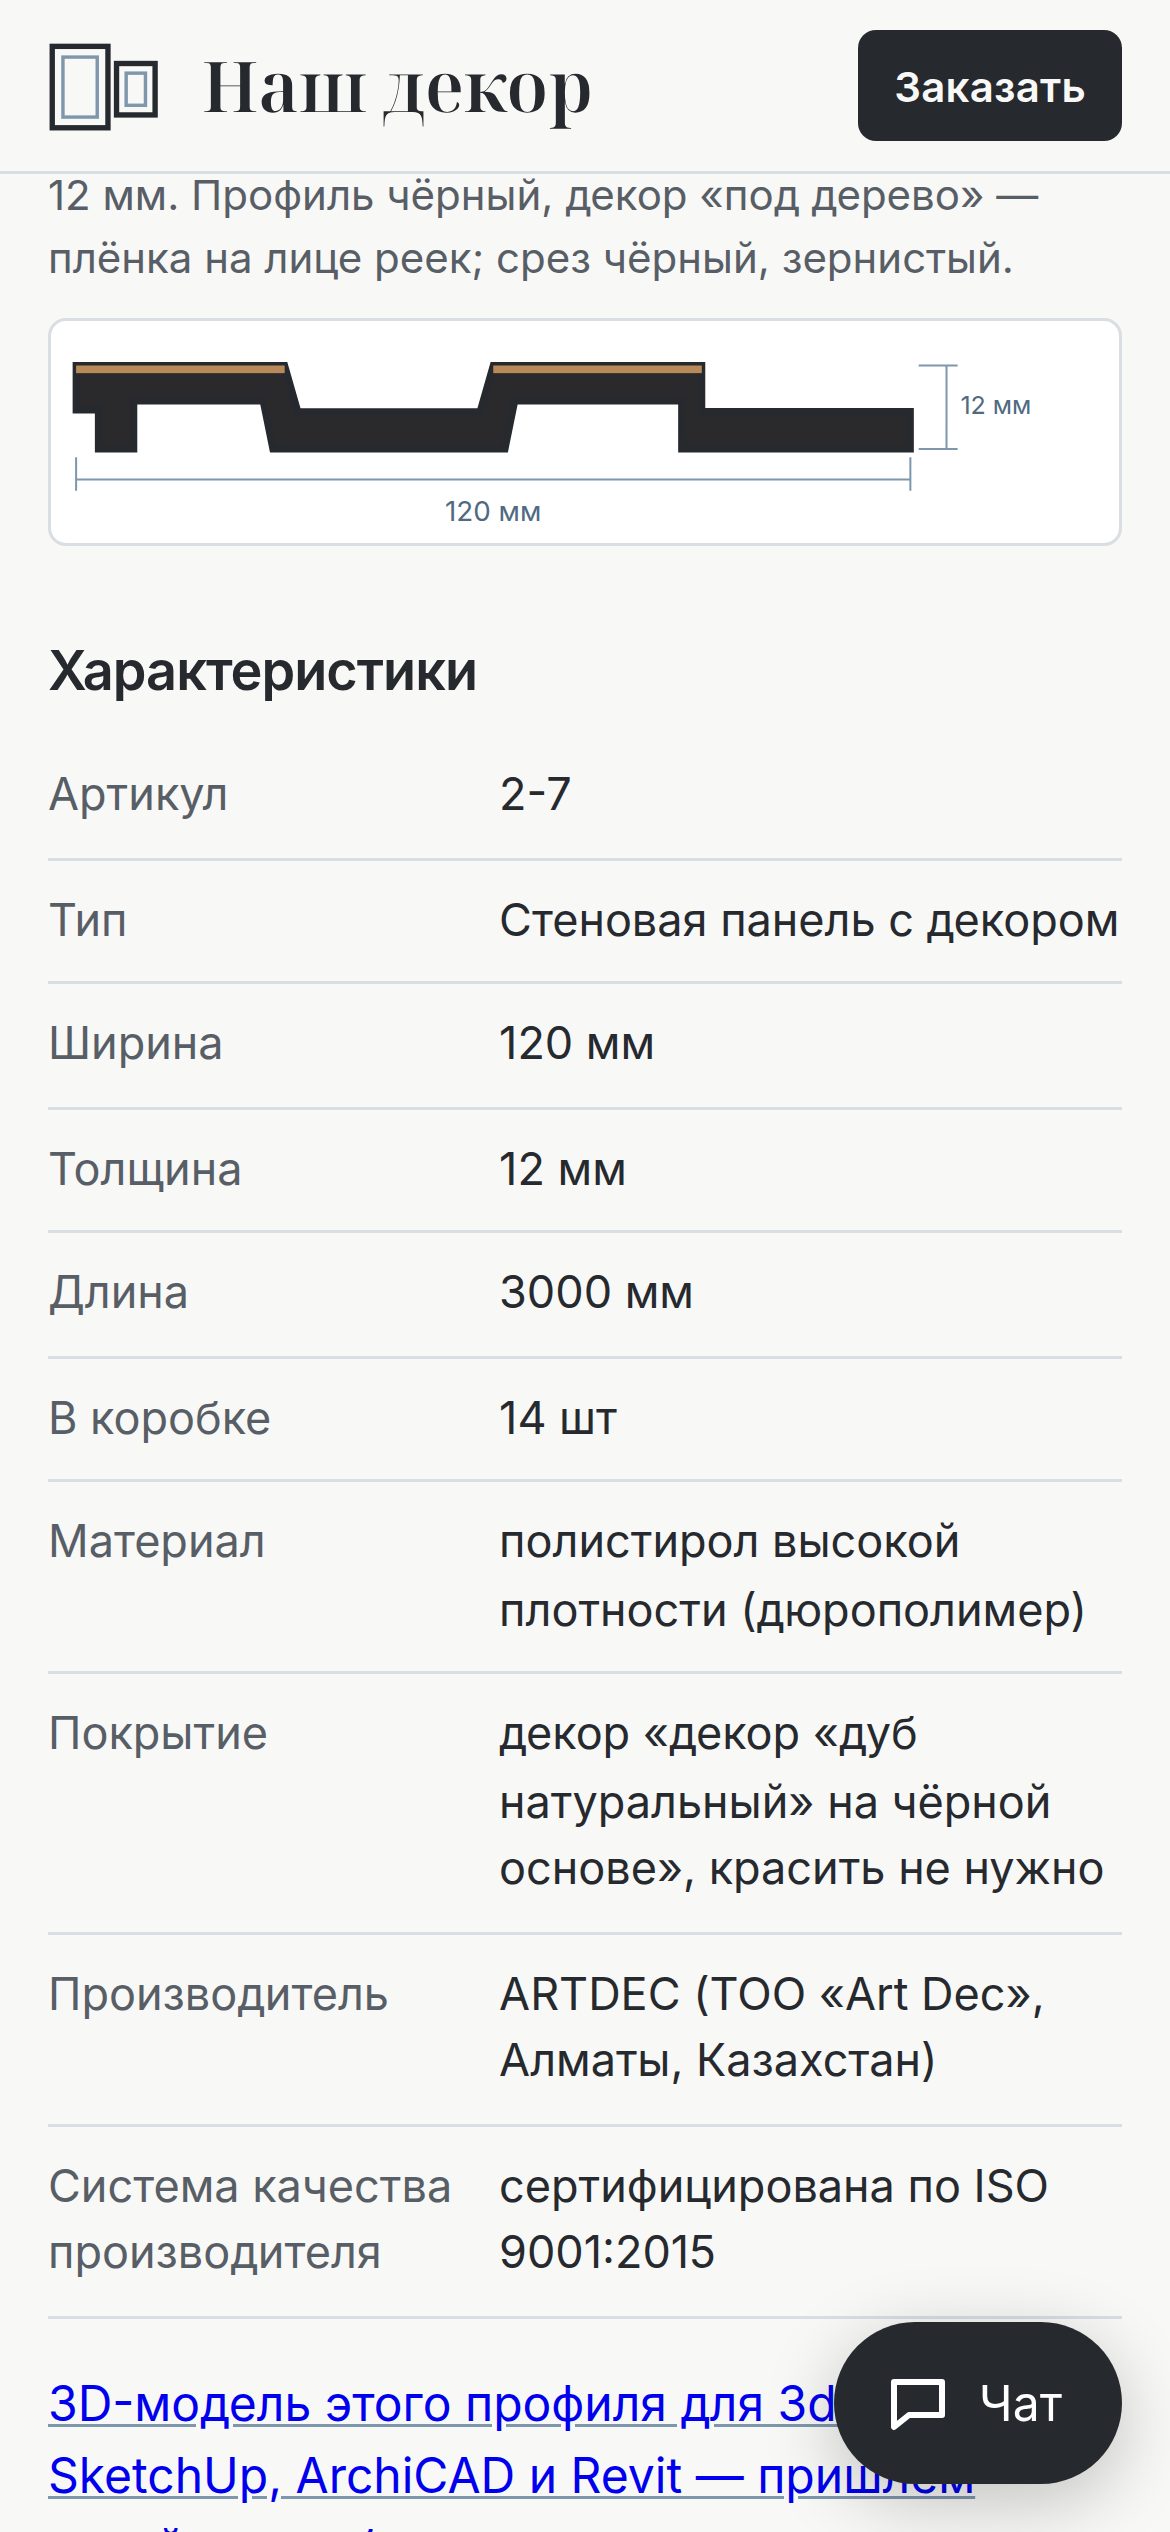 Наш декор
Заказать
12 мм. Профиль чёрный, декор «под дерево» —
плёнка на лице реек; срез чёрный, зернистый.
12 мм
120 мм
Характеристики
Артикул 2-7
Тип Стеновая панель с декором
Ширина 120 мм
Толщина 12 мм
Длина 3000 мм
В коробке 14 шт
Материал полистирол высокой
плотности (дюрополимер)
Покрытие декор «декор «дуб
натуральный» на чёрной
основе», красить не нужно
Производитель ARTDEC (ТОО «Art Dec»,
Алматы, Казахстан)
Система качества сертифицирована по ISO
производителя 9001:2015
3D-модель этого профиля для 3d
SketchUp, ArchiCAD и Revit — пришлём
Чат